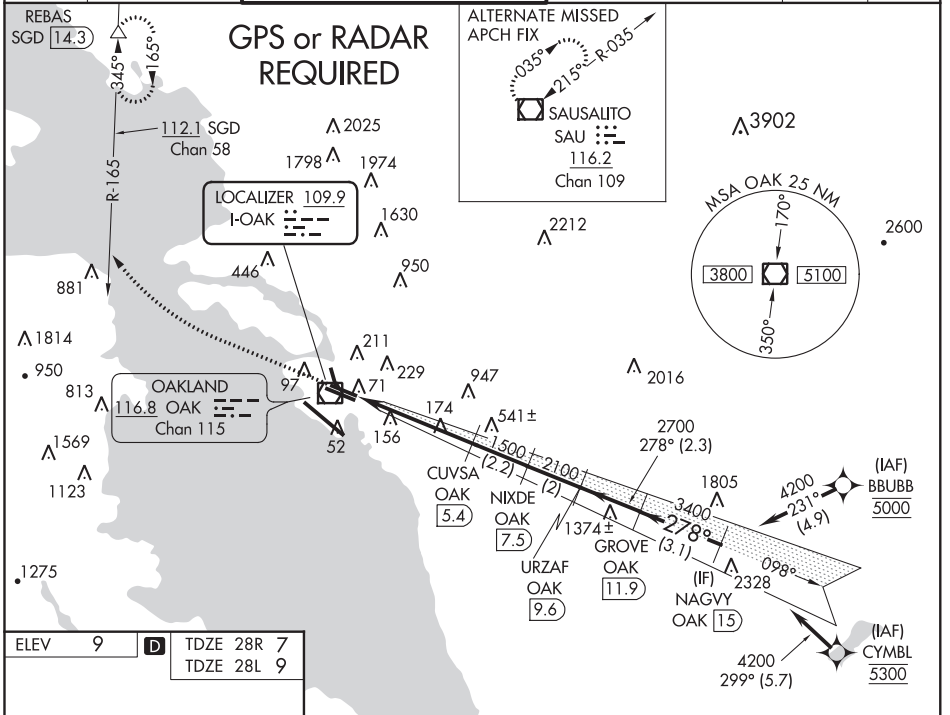 REBAS
SGD 14.3
345°
165°
GPS or RADAR
REQUIRED
ALTERNATE MISSED
APCH FIX
035°
215°
R-035
SAUSALITO
SAU
116.2
Chan 109
3902
112.1 SGD
Chan 58
R-165
2025
1798
1974
LOCALIZER 109.9
I-OAK
1630
2212
446
950
881
MSA OAK 25 NM
170°
3800
5100
350°
2600
1814
950
813
OAKLAND
116.8 OAK
Chan 115
97
211
229
71
947
2016
1569
1123
52
156
174
541±
CUVSA
OAK
5.4
1500
(2.2)
2100
(2)
NIXDE
OAK
7.5
2700
278° (2.3)
1805
4200
231°
(4.9)
(IAF)
BBUBB
5000
1374±
URZAF
OAK
9.6
GROVE
OAK
11.9
3400
278°
(3.1)
(IF)
NAGVY
OAK 15
2328
098°
1275
4200
299° (5.7)
(IAF)
CYMBL
5300
ELEV 9
D
TDZE 28R 7
TDZE 28L 9